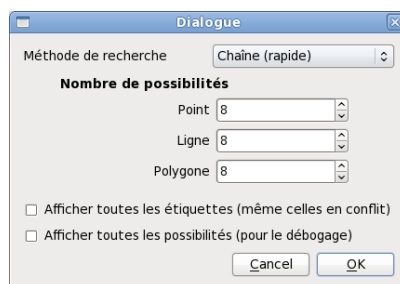 Dialogue
Méthode de recherche Chaîne (rapide)
Nombre de possibilités
Point 8
Ligne 8
Polygone 8
Afficher toutes les étiquettes (même celles en conflit)
Afficher toutes les possibilités (pour le débogage)
Cancel OK